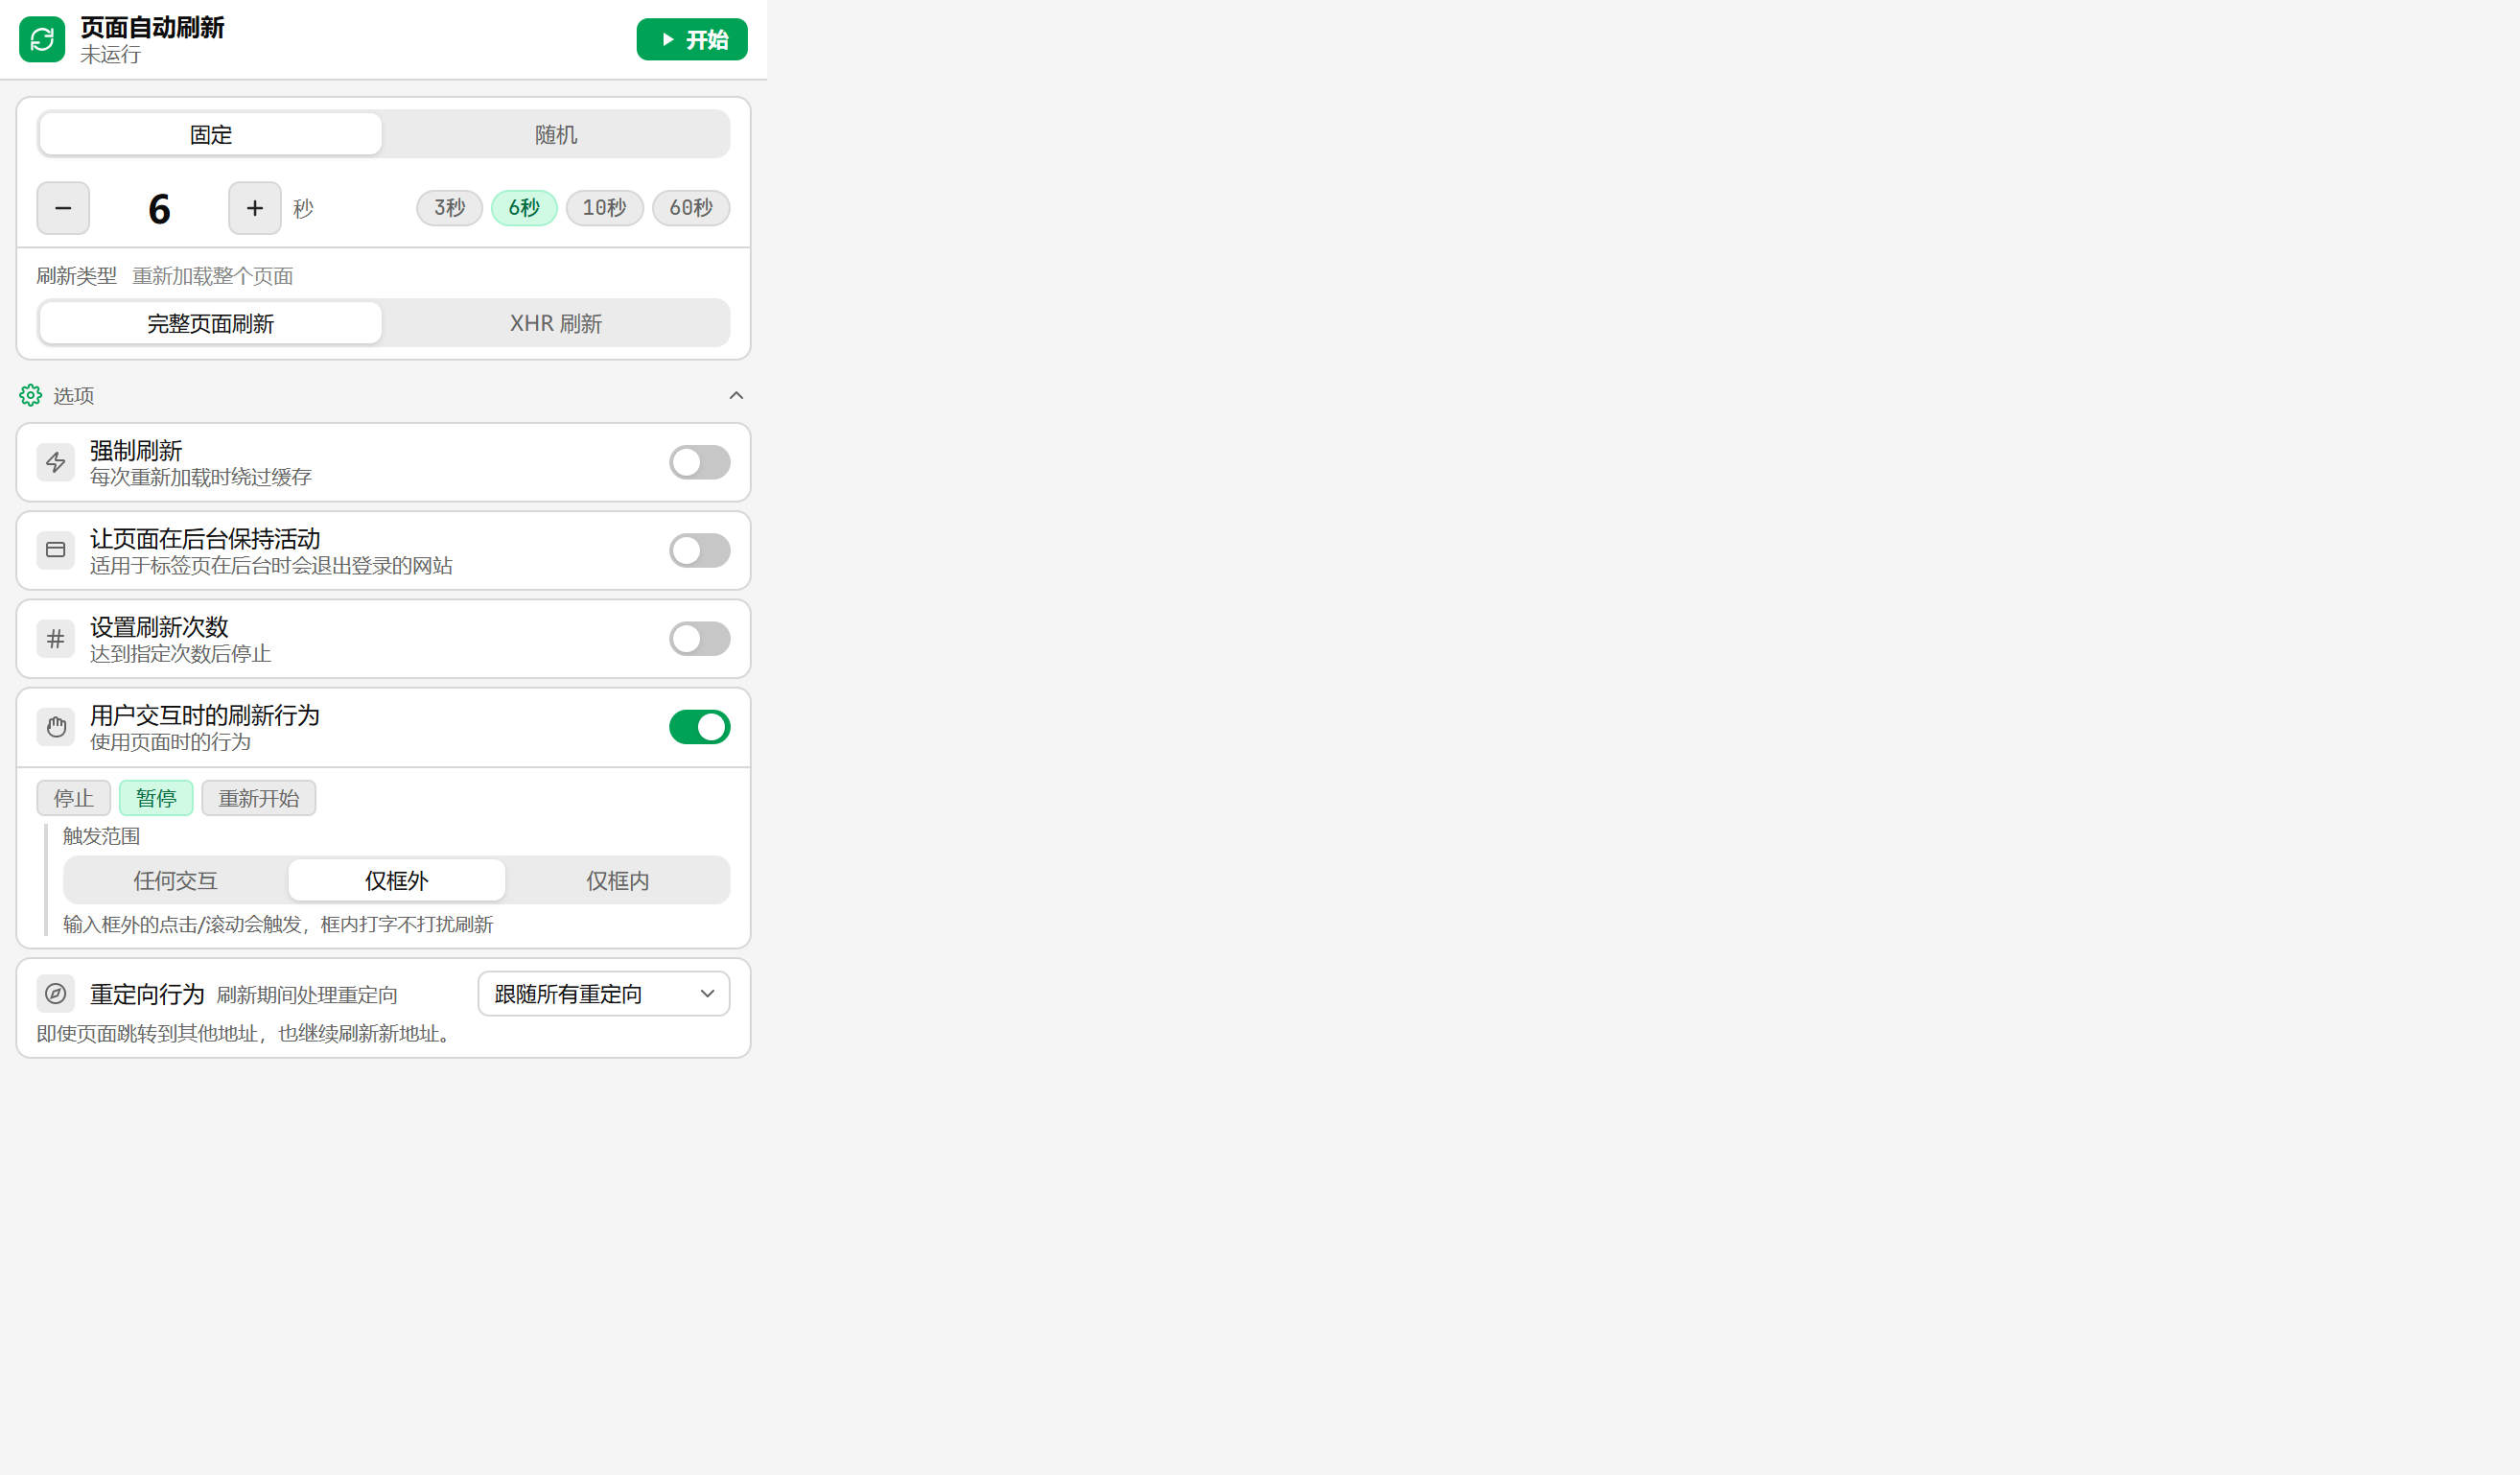 页面自动刷新
未运行
开始
固定
随机
6
秒
3秒
6秒
10秒
60秒
刷新类型 重新加载整个页面
完整页面刷新
XHR 刷新
选项
强制刷新
每次重新加载时绕过缓存
让页面在后台保持活动
适用于标签页在后台时会退出登录的网站
设置刷新次数
达到指定次数后停止
用户交互时的刷新行为
使用页面时的行为
停止
暂停
重新开始
触发范围
任何交互
仅框外
仅框内
输入框外的点击/滚动会触发，框内打字不打扰刷新
重定向行为 刷新期间处理重定向
跟随所有重定向
即使页面跳转到其他地址，也继续刷新新地址。